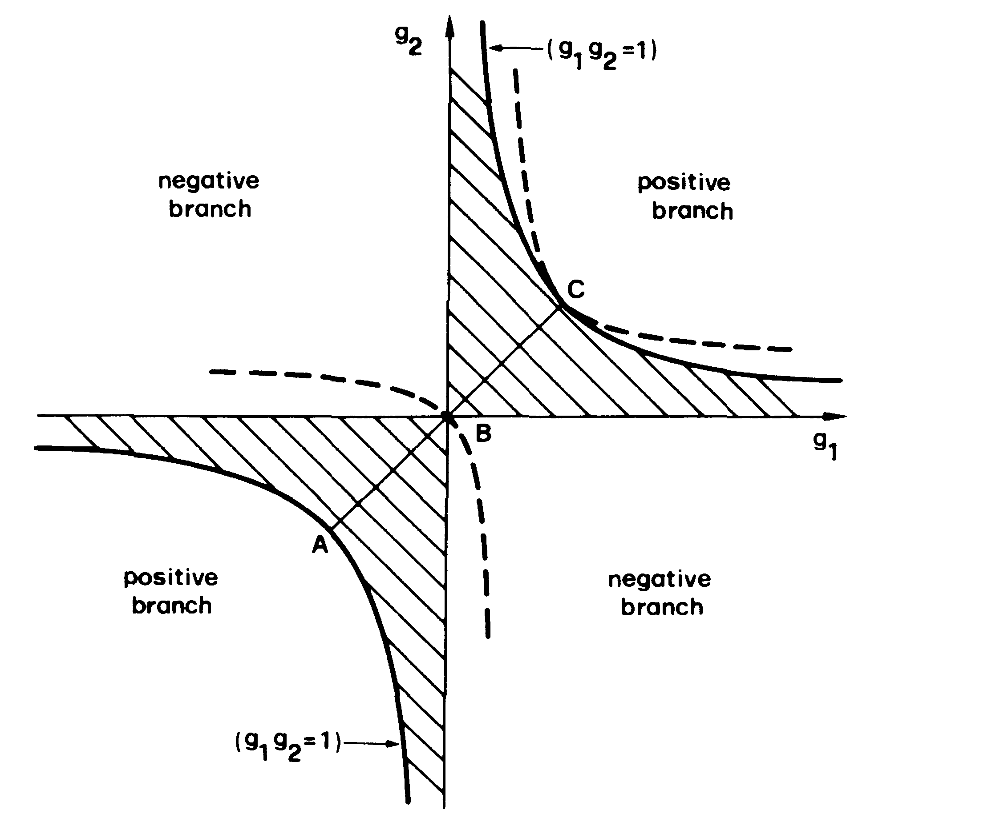 g2
(g1 g2 =1)
negative
branch
positive
branch
C
B
g1
A
positive
branch
negative
branch
(g1 g2=1)